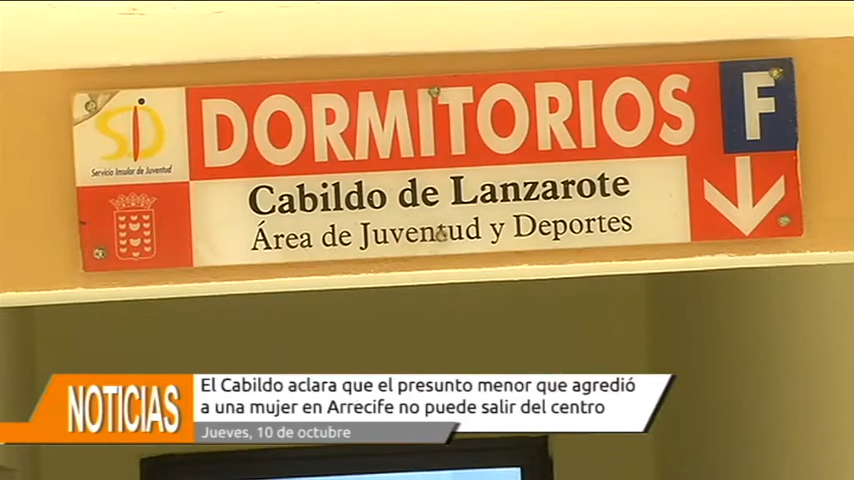 SIJ
Servicio Insular de Juventud
DORMITORIOS
F
Cabildo de Lanzarote
Área de Juventud y Deportes
NOTICIAS
El Cabildo aclara que el presunto menor que agredió
a una mujer en Arrecife no puede salir del centro
Jueves, 10 de octubre